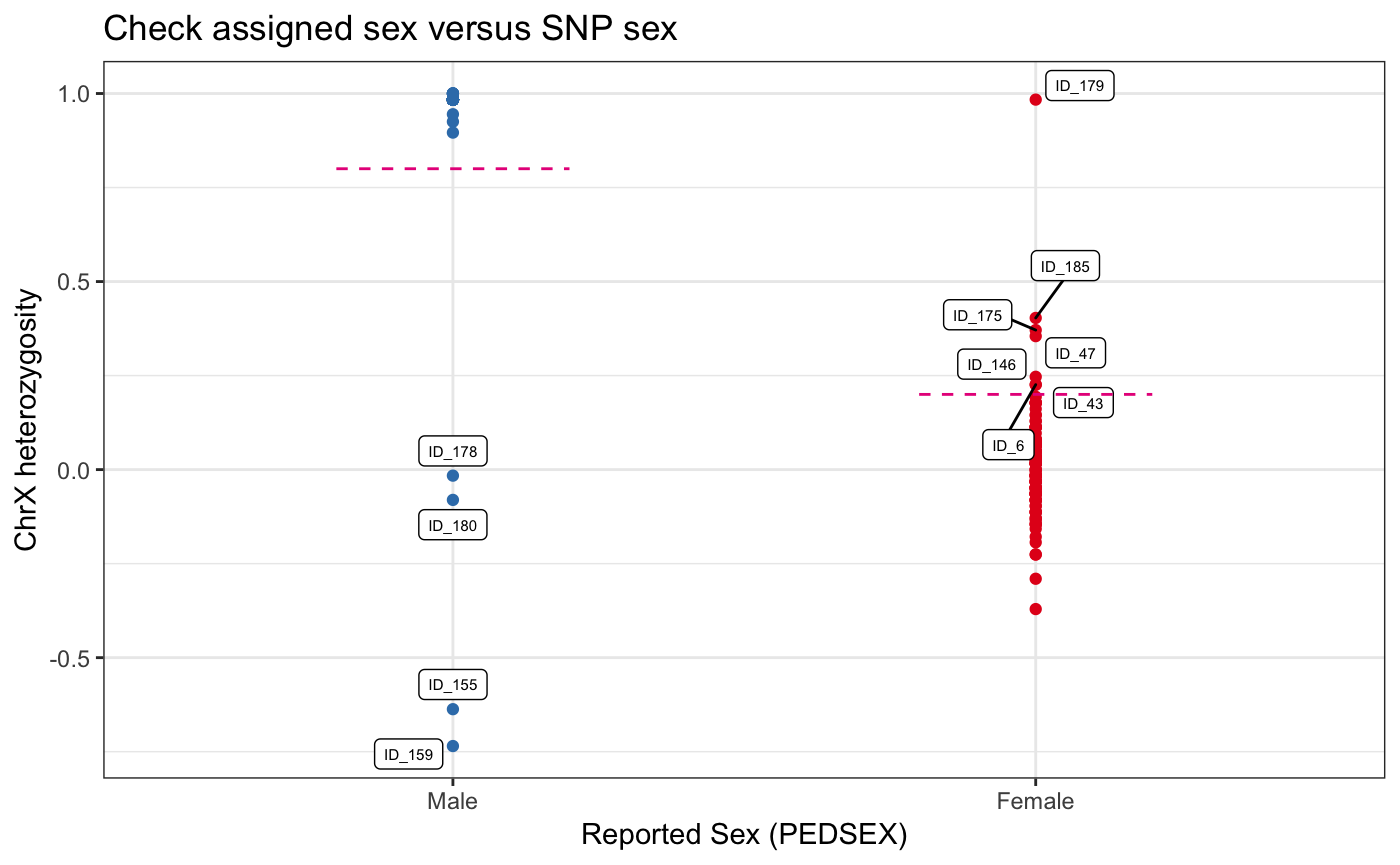 Check assigned sex versus SNP sex
ChrX heterozygosity
1.0
0.5
0.0
-0.5
ID_179
ID_185
ID_175
ID_47
ID_146
ID_43
ID_6
ID_178
ID_180
ID_155
ID_159
Male
Female
Reported Sex (PEDSEX)